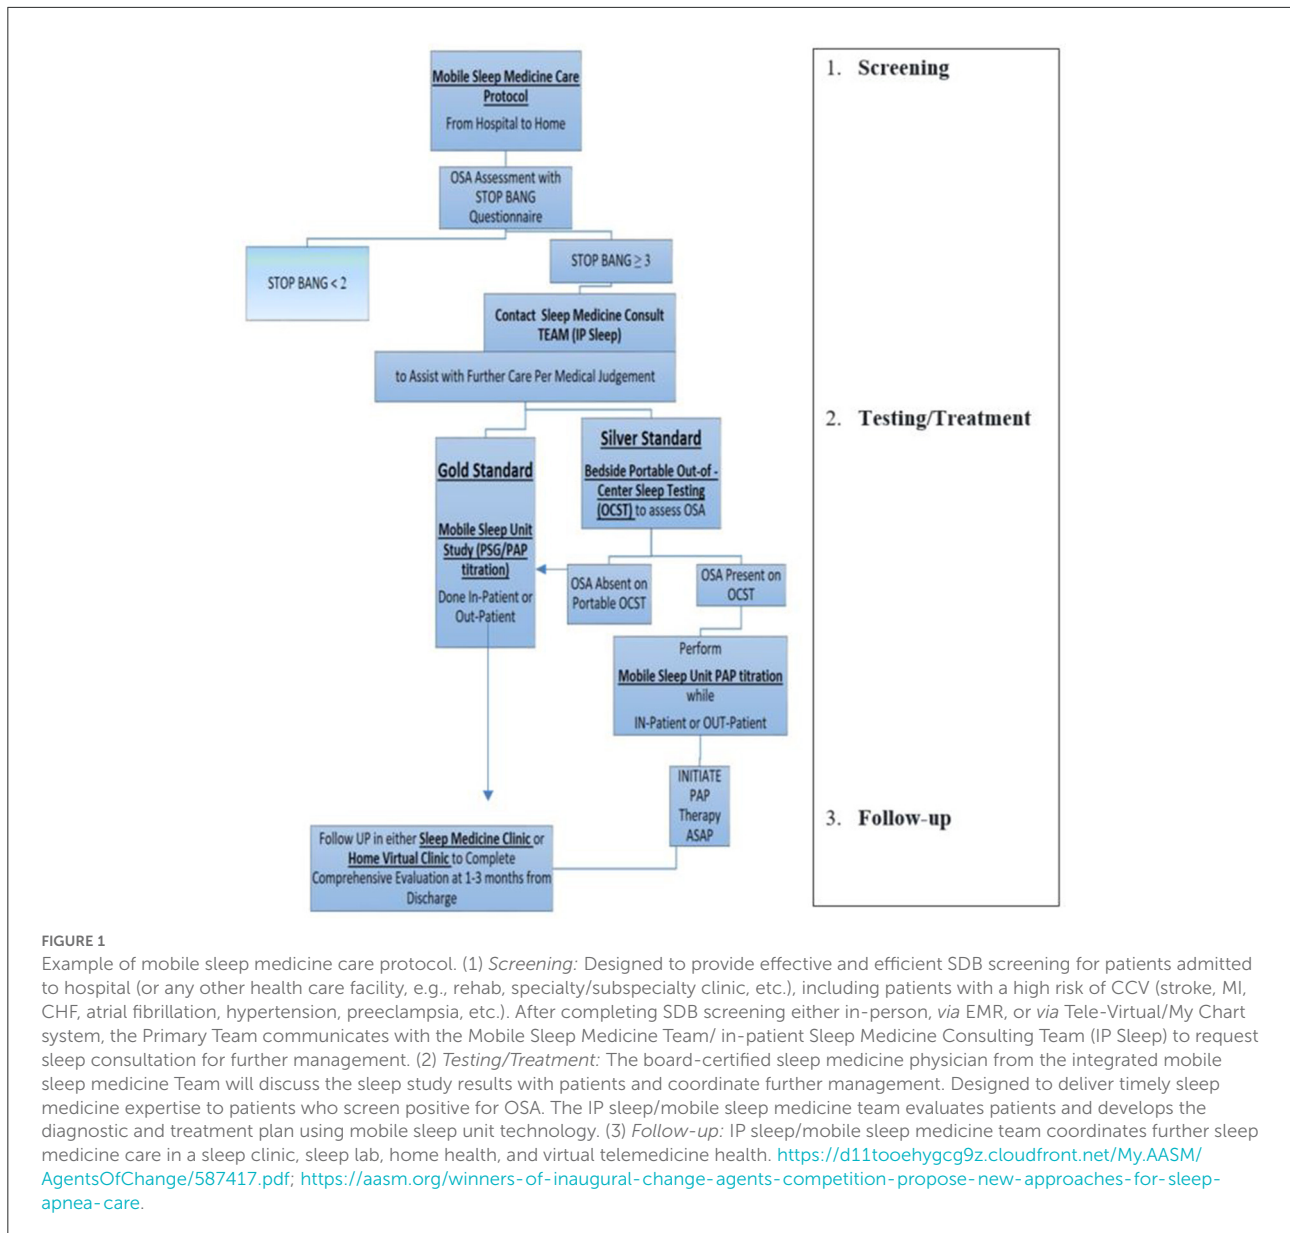 Mobile Sleep Medicine Care
Protocol
From Hospital to Home
OSA Assessment with
STOP BANG
Questionnaire
STOP BANG < 2
STOP BANG ≥ 3
Contact Sleep Medicine Consult
TEAM (IP Sleep)
to Assist with Further Care Per Medical Judgement
Gold Standard
Mobile Sleep Unit
Study (PSG/PAP
titration)
Done In-Patient or
Out-Patient
Silver Standard
Bedside Portable Out-of -
Center Sleep Testing
(OCST) to assess OSA
OSA Absent on
Portable OCST
OSA Present on
OCST
Perform
Mobile Sleep Unit PAP titration
while
IN-Patient or OUT-Patient
INITIATE
PAP
Therapy
ASAP
Follow UP in either Sleep Medicine Clinic or
Home Virtual Clinic to Complete
Comprehensive Evaluation at 1-3 months from
Discharge
1. Screening
2. Testing/Treatment
3. Follow-up
FIGURE 1
Example of mobile sleep medicine care protocol. (1) Screening: Designed to provide effective and efficient SDB screening for patients admitted
to hospital (or any other health care facility, e.g., rehab, specialty/subspecialty clinic, etc.), including patients with a high risk of CCV (stroke, MI,
CHF, atrial fibrillation, hypertension, preeclampsia, etc.). After completing SDB screening either in-person, via EMR, or via Tele-Virtual/My Chart
system, the Primary Team communicates with the Mobile Sleep Medicine Team/ in-patient Sleep Medicine Consulting Team (IP Sleep) to request
sleep consultation for further management. (2) Testing/Treatment: The board-certified sleep medicine physician from the integrated mobile
sleep medicine Team will discuss the sleep study results with patients and coordinate further management. Designed to deliver timely sleep
medicine expertise to patients who screen positive for OSA. The IP sleep/mobile sleep medicine team evaluates patients and develops the
diagnostic and treatment plan using mobile sleep unit technology. (3) Follow-up: IP sleep/mobile sleep medicine team coordinates further sleep
medicine care in a sleep clinic, sleep lab, home health, and virtual telemedicine health. https://d11tooehygcg9z.cloudfront.net/My.AASM/
AgentsOfChange/587417.pdf; https://aasm.org/winners-of-inaugural-change-agents-competition-propose-new-approaches-for-sleep-
apnea-care.